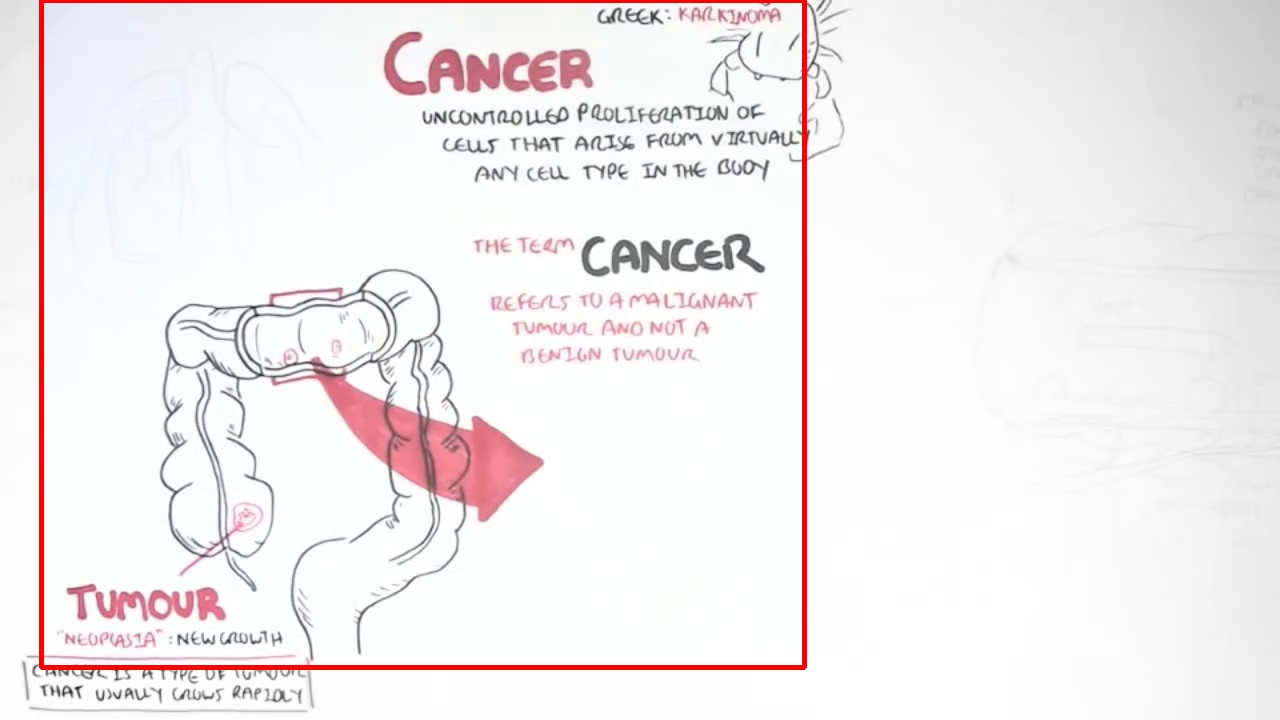 GREEK: KARKINOMA
CANCER
UNCONTROLLED PROLIFERATION OF
CELLS THAT ARISE FROM VIRTUALLY
ANY CELL TYPE IN THE BODY
THE TERM CANCER
REFERS TO A MALIGNANT
TUMOUR AND NOT A
BENIGN TUMOUR
TUMOUR
"NEOPLASIA" : NEW GROWTH
CANCER IS A TYPE OF TUMOUR
THAT USUALLY GROWS RAPIDLY